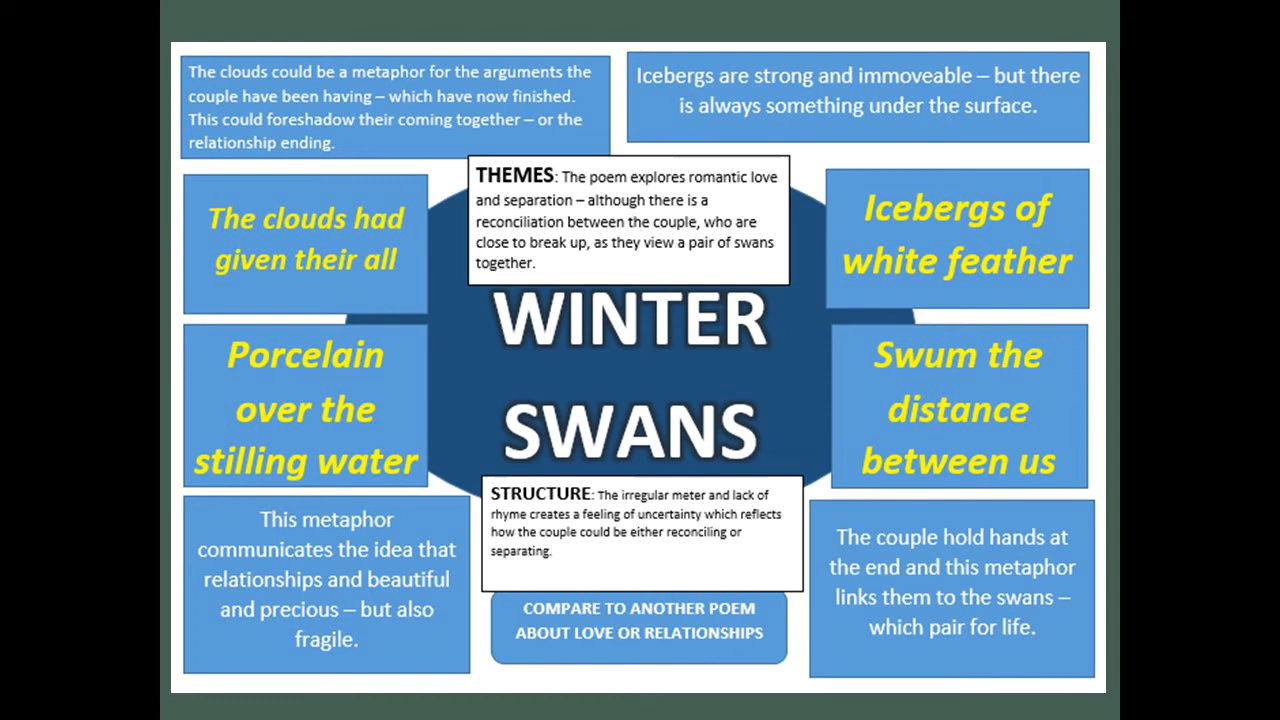 The clouds could be a metaphor for the arguments the
couple have been having – which have now finished.
This could foreshadow their coming together – or the
relationship ending.
Icebergs are strong and immoveable – but there
is always something under the surface.
THEMES: The poem explores romantic love
and separation – although there is a
reconciliation between the couple, who are
close to break up, as they view a pair of swans
together.
The clouds had
given their all
Icebergs of
white feather
WINTER
SWANS
Porcelain
over the
stilling water
Swum the
distance
between us
STRUCTURE: The irregular meter and lack of
rhyme creates a feeling of uncertainty which reflects
how the couple could be either reconciling or
separating.
This metaphor
communicates the idea that
relationships and beautiful
and precious – but also
fragile.
The couple hold hands at
the end and this metaphor
links them to the swans –
which pair for life.
COMPARE TO ANOTHER POEM
ABOUT LOVE OR RELATIONSHIPS